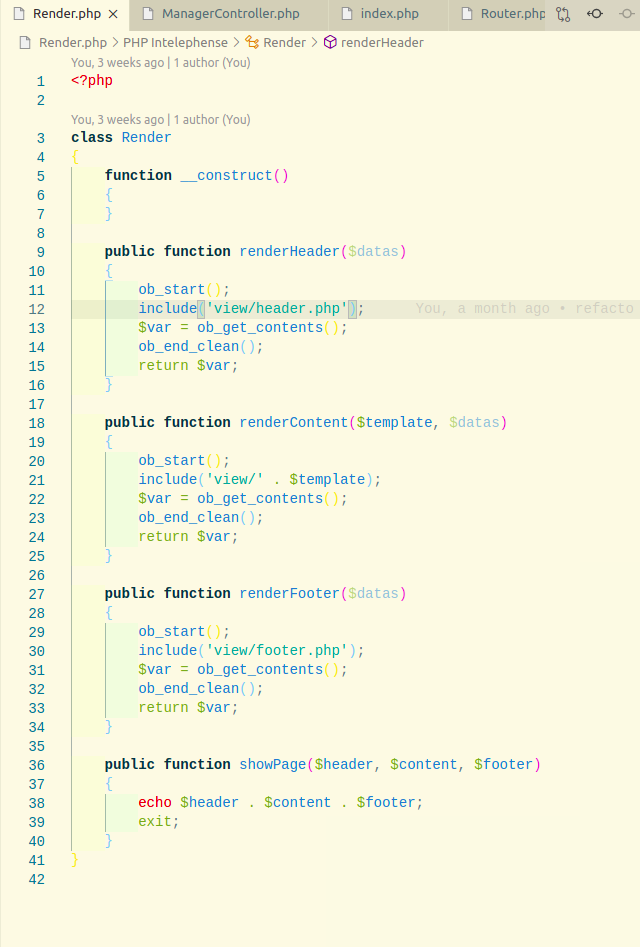 Render.php ManagerController.php index.php Router.php
Render.php > PHP Intelephense > Render > renderHeader
You, 3 weeks ago | 1 author (You)
1 <?php
2
You, 3 weeks ago | 1 author (You)
3 class Render
4 {
5     function __construct()
6     {
7     }
8
9     public function renderHeader($datas)
10     {
11         ob_start();
12         include('view/header.php'); You, a month ago • refacto
13         $var = ob_get_contents();
14         ob_end_clean();
15         return $var;
16     }
17
18     public function renderContent($template, $datas)
19     {
20         ob_start();
21         include('view/' . $template);
22         $var = ob_get_contents();
23         ob_end_clean();
24         return $var;
25     }
26
27     public function renderFooter($datas)
28     {
29         ob_start();
30         include('view/footer.php');
31         $var = ob_get_contents();
32         ob_end_clean();
33         return $var;
34     }
35
36     public function showPage($header, $content, $footer)
37     {
38         echo $header . $content . $footer;
39         exit;
40     }
41 }
42